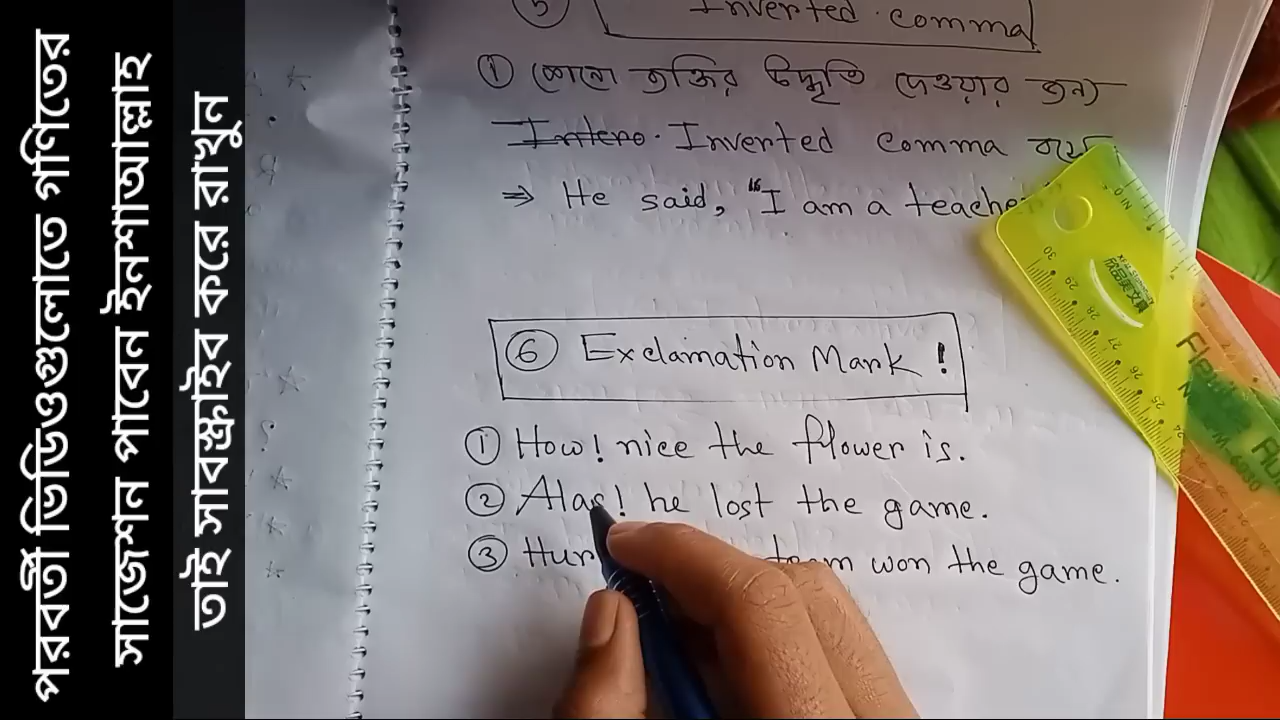 পরবর্তী ভিডিওগুলোতে গণিতের
সাজেশন পাবেন ইনশাআল্লাহ
তাই সাবস্ক্রাইব করে রাখুন
5 Inverted comma
① কোনো উক্তির উদ্ধৃতি দেওয়ার জন্য
Inverted comma
⇒ He said, "I am a teache
⑥ Exclamation Mark !
① How! nice the flower is.
② Alas! he lost the game.
③ Hur team won the game.